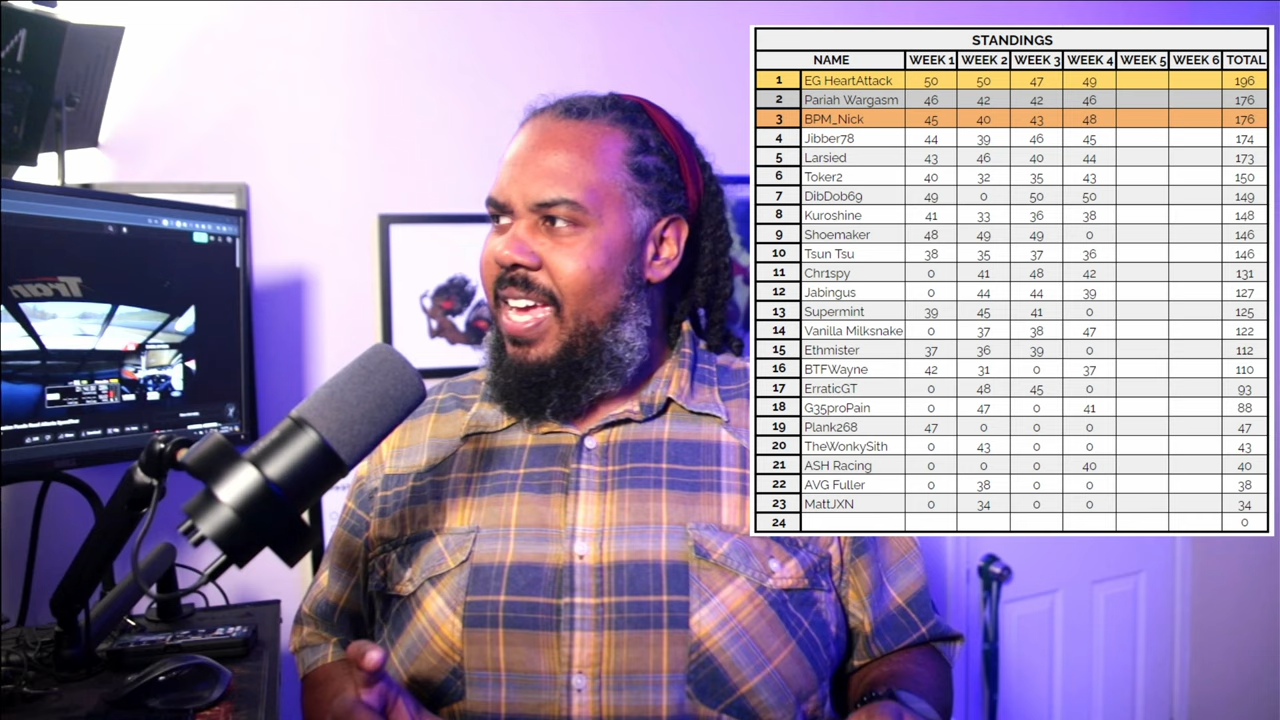 STANDINGS
NAME WEEK 1 WEEK 2 WEEK 3 WEEK 4 WEEK 5 WEEK 6 TOTAL
1 EG HeartAttack 50 50 47 49 196
2 Pariah Wargasm 46 42 42 46 176
3 BPM_Nick 45 40 43 48 176
4 Jibber78 44 39 46 45 174
5 Larsied 43 46 40 44 173
6 Toker2 40 32 35 43 150
7 DibDob69 49 0 50 50 149
8 Kuroshine 41 33 36 38 148
9 Shoemaker 48 49 49 0 146
10 Tsun Tsu 38 35 37 36 146
11 Chr1spy 0 41 48 42 131
12 Jabingus 0 44 44 39 127
13 Supermint 39 45 41 0 125
14 Vanilla Milksnake 0 37 38 47 122
15 Ethmister 37 36 39 0 112
16 BTFWayne 42 31 0 37 110
17 ErraticGT 0 48 45 0 93
18 G35proPain 0 47 0 41 88
19 Plank268 47 0 0 0 47
20 TheWonkySith 0 43 0 0 43
21 ASH Racing 0 0 0 40 40
22 AVG Fuller 0 38 0 0 38
23 MattJXN 0 34 0 0 34
24 0